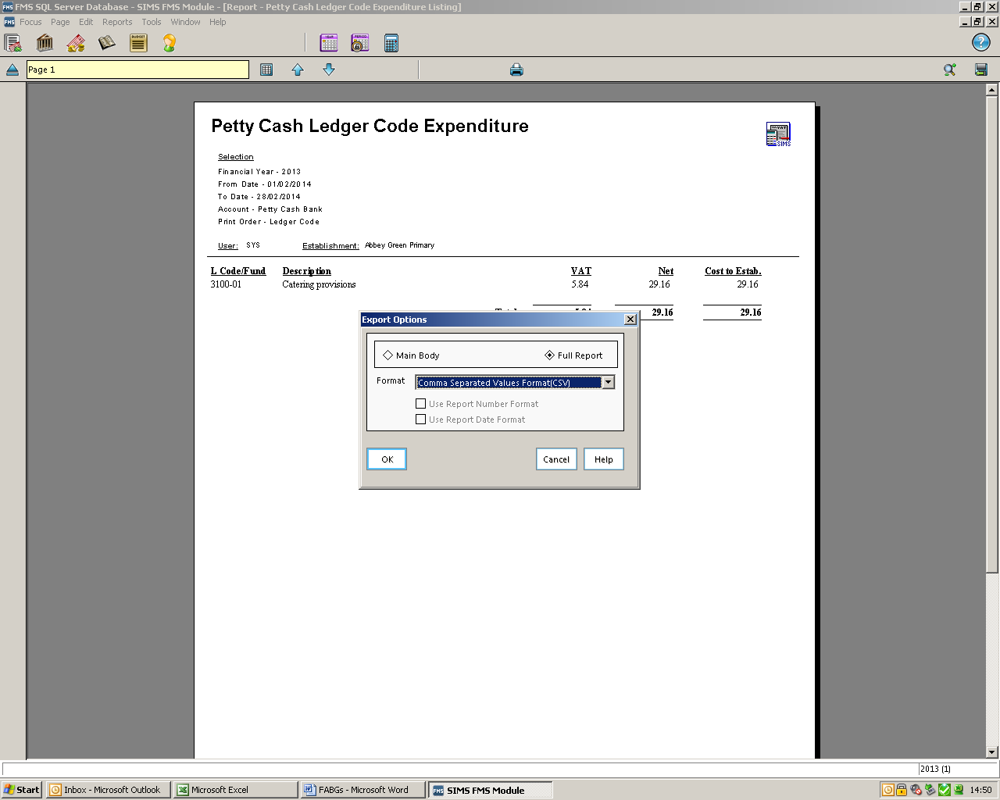 FMS SQL Server Database - SIMS FMS Module - [Report - Petty Cash Ledger Code Expenditure Listing]
FMS Focus Page Edit Reports Tools Window Help
Page 1
Petty Cash Ledger Code Expenditure
SIMS
Selection
Financial Year - 2013
From Date - 01/02/2014
To Date - 28/02/2014
Account - Petty Cash Bank
Print Order - Ledger Code
User: SYS Establishment: Abbey Green Primary
L Code/Fund Description VAT Net Cost to Estab.
3100-01 Catering provisions 5.84 29.16 29.16
29.16 29.16
Export Options
Main Body Full Report
Format Comma Separated Values Format(CSV)
Use Report Number Format
Use Report Date Format
OK Cancel Help
2013 (1)
Start Inbox - Microsoft Outlook Microsoft Excel FABGs - Microsoft Word FMS SIMS FMS Module 14:50